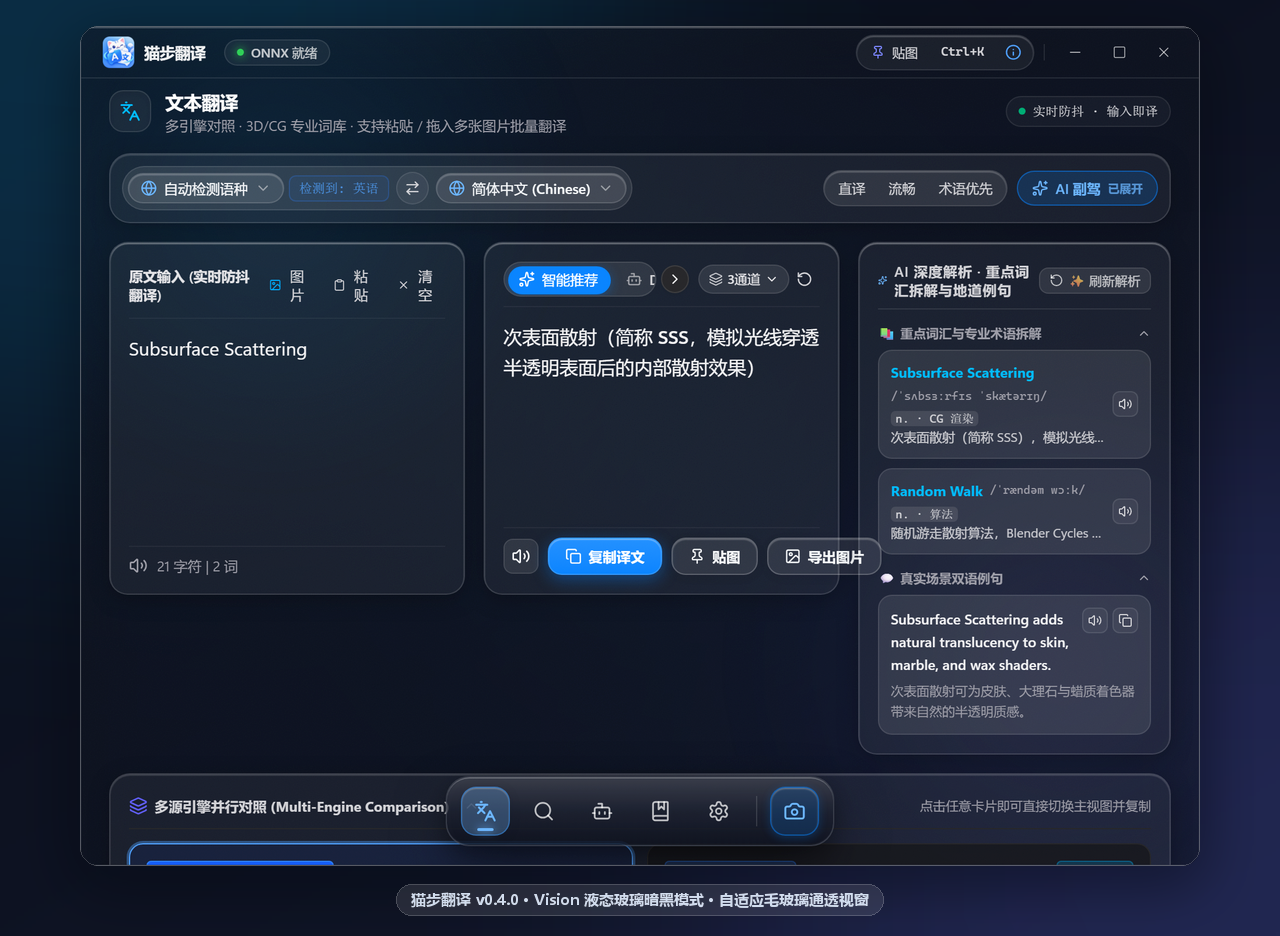 猫步翻译
ONNX 就绪
贴图 Ctrl+K
文本翻译
多引擎对照 · 3D/CG 专业词库 · 支持粘贴 / 拖入多张图片批量翻译
实时防抖 · 输入即译
自动检测语种
检测到: 英语
简体中文 (Chinese)
直译 流畅 术语优先
AI 副驾 已展开
原文输入 (实时防抖
翻译)
图片
粘贴
清空
Subsurface Scattering
21 字符 | 2 词
智能推荐
3通道
次表面散射（简称 SSS，模拟光线穿透
半透明表面后的内部散射效果）
复制译文
贴图
导出图片
AI 深度解析 · 重点词
汇拆解与地道例句
刷新解析
重点词汇与专业术语拆解
Subsurface Scattering
/ˈsʌbsɜːrfɪs ˈskætərɪŋ/
n. · CG 渲染
次表面散射（简称 SSS），模拟光线...
Random Walk /ˈrændəm wɔːk/
n. · 算法
随机游走散射算法，Blender Cycles ...
真实场景双语例句
Subsurface Scattering adds
natural translucency to skin,
marble, and wax shaders.
次表面散射可为皮肤、大理石与蜡质着色器
带来自然的半透明质感。
多源引擎并行对照 (Multi-Engine Comparison)
点击任意卡片即可直接切换主视图并复制
猫步翻译 v0.4.0 • Vision 液态玻璃暗黑模式 • 自适应毛玻璃通透视窗